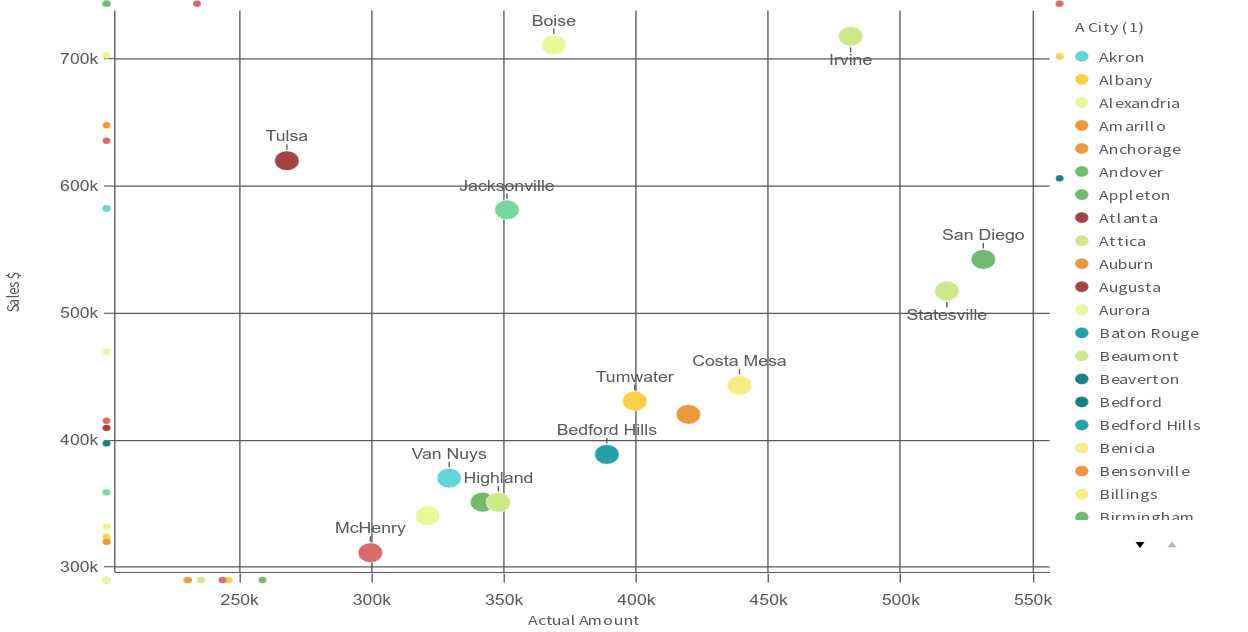 Boise
Irvine
Tulsa
Jacksonville
San Diego
Statesville
Costa Mesa
Tumwater
Bedford Hills
Van Nuys
Highland
McHenry
700k
600k
500k
400k
300k
Sales $
250k
300k
350k
400k
450k
500k
550k
Actual Amount
A City (1)
Akron
Albany
Alexandria
Amarillo
Anchorage
Andover
Appleton
Atlanta
Attica
Auburn
Augusta
Aurora
Baton Rouge
Beaumont
Beaverton
Bedford
Bedford Hills
Benicia
Bensonville
Billings
Birmingham